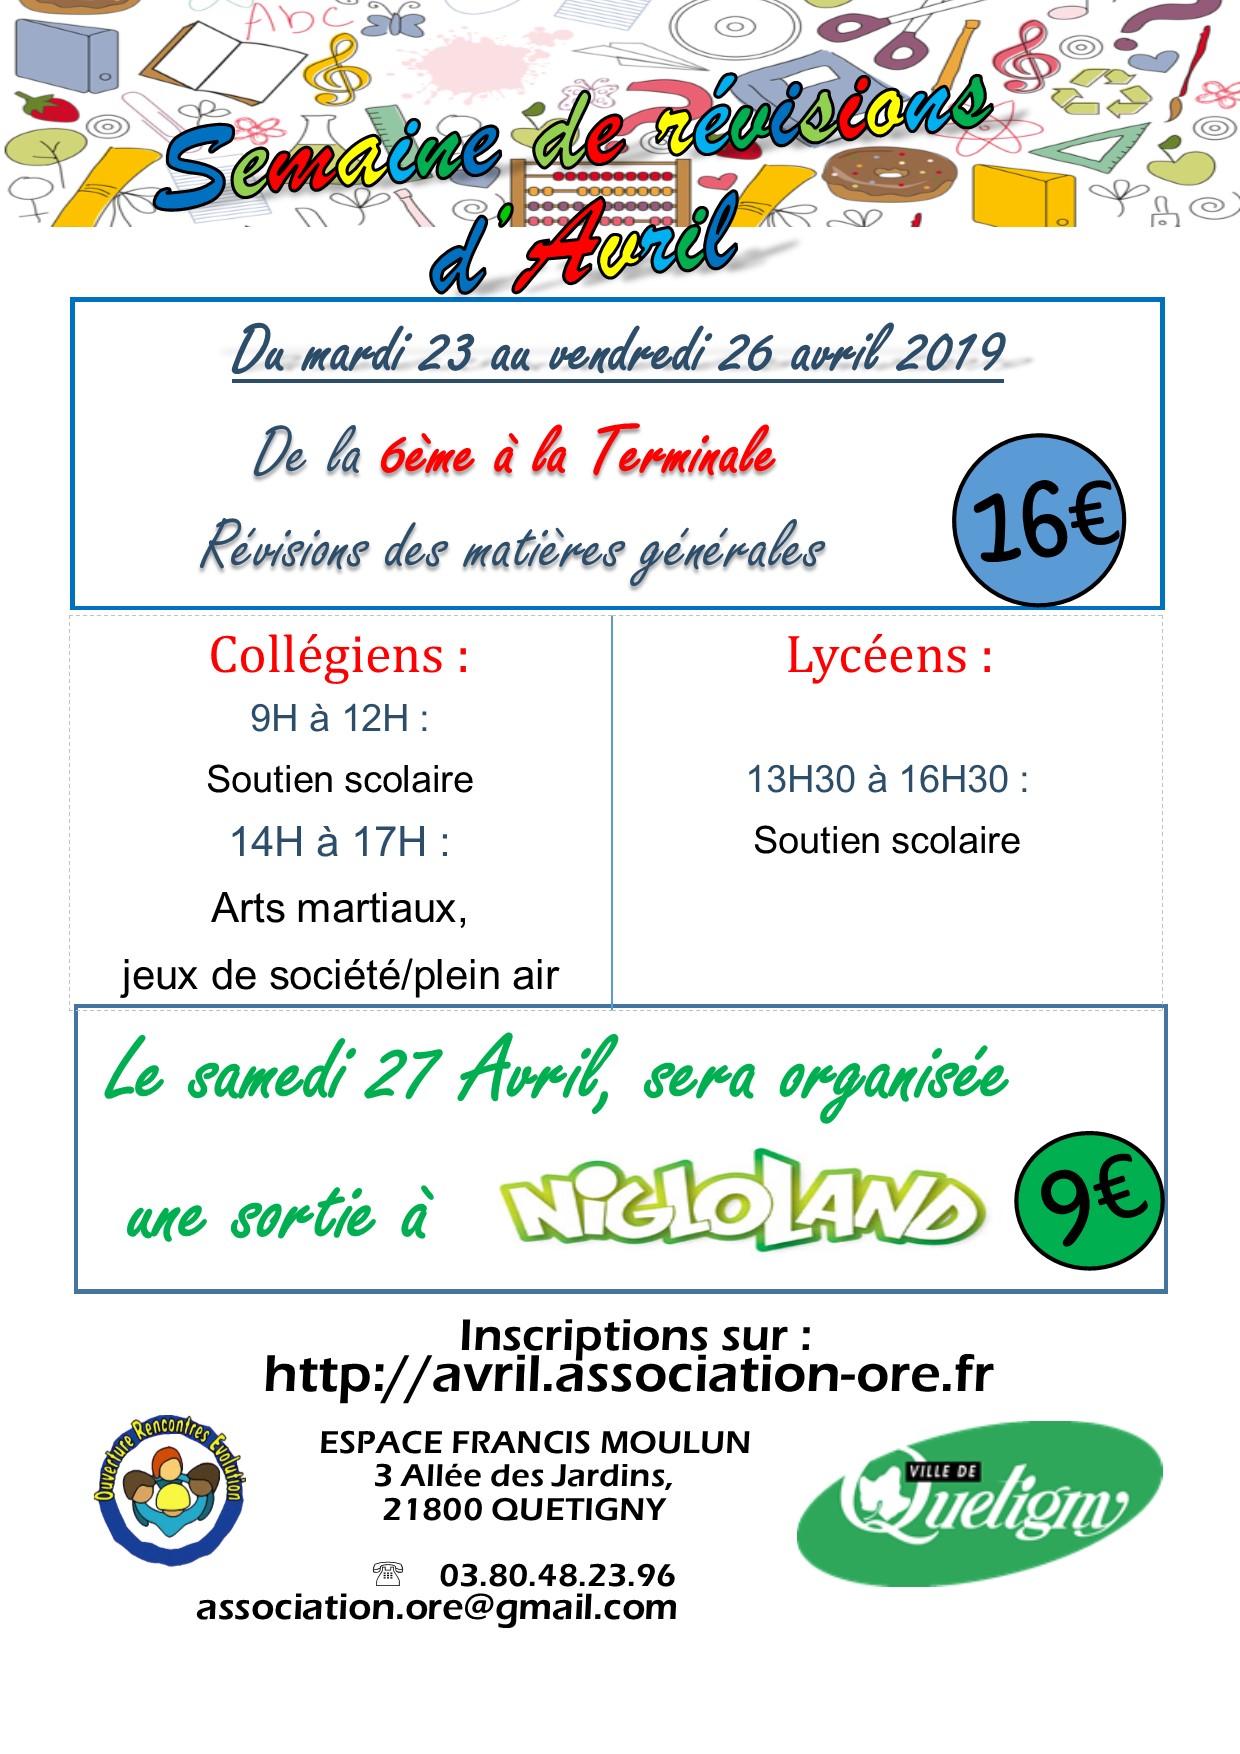 ABC
Semaine de révisions
d'Avril
Du mardi 23 au vendredi 26 avril 2019
De la 6ème à la Terminale
Révisions des matières générales
16€
Collégiens :
9H à 12H :
Soutien scolaire
14H à 17H :
Arts martiaux,
jeux de société/plein air
Lycéens :
13H30 à 16H30 :
Soutien scolaire
Le samedi 27 Avril, sera organisée
une sortie à NIGLOLAND
9€
Inscriptions sur :
http://avril.association-ore.fr
Ouverture Rencontres Evolution
ESPACE FRANCIS MOULUN
3 Allée des Jardins,
21800 QUETIGNY
☏ 03.80.48.23.96
association.ore@gmail.com
VILLE DE
Quetigny